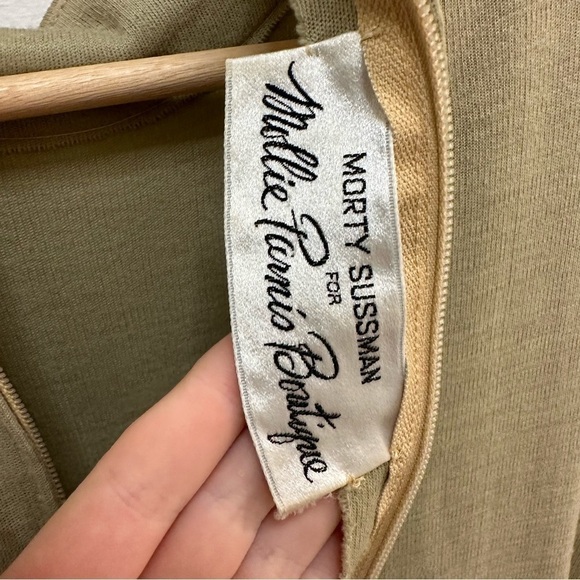 MORTY SUSSMAN
FOR
Mollie Parnis Boutique